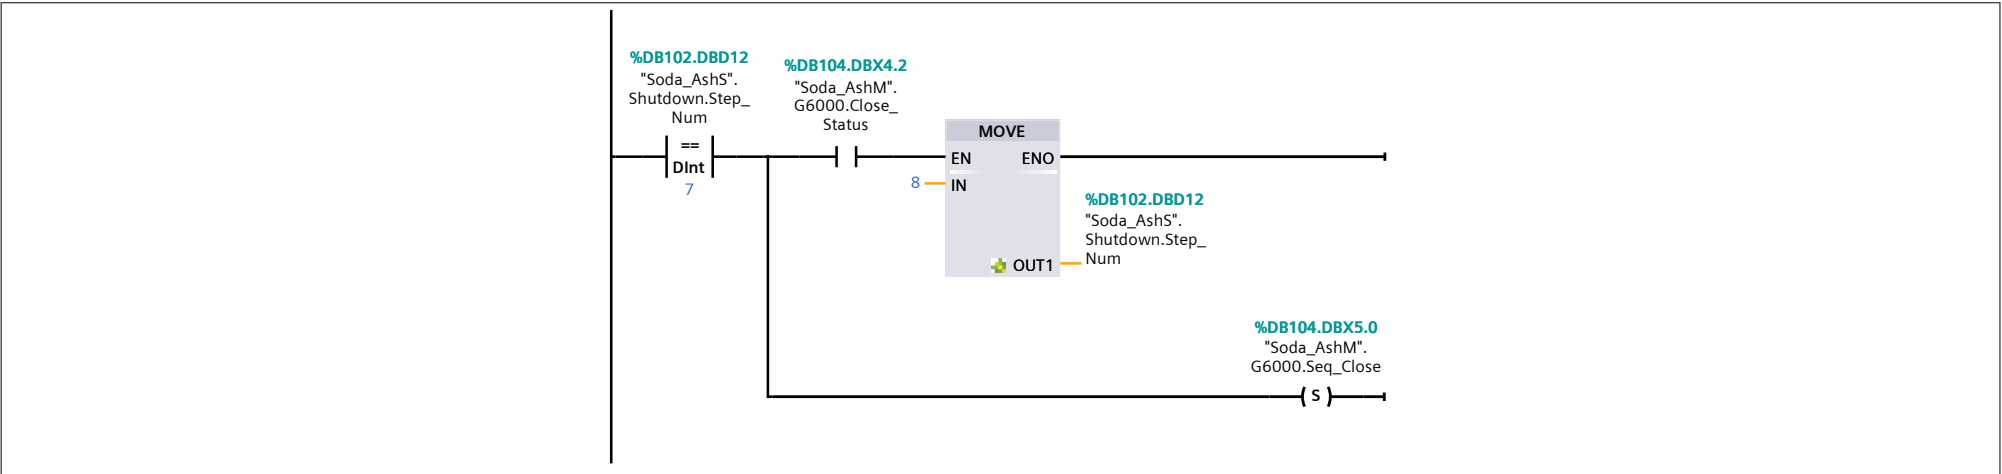 %DB102.DBD12
"Soda_AshS".
Shutdown.Step_
Num
==
DInt
7
%DB104.DBX4.2
"Soda_AshM".
G6000.Close_
Status
MOVE
EN ENO
8 IN
%DB102.DBD12
"Soda_AshS".
Shutdown.Step_
Num
OUT1
%DB104.DBX5.0
"Soda_AshM".
G6000.Seq_Close
S